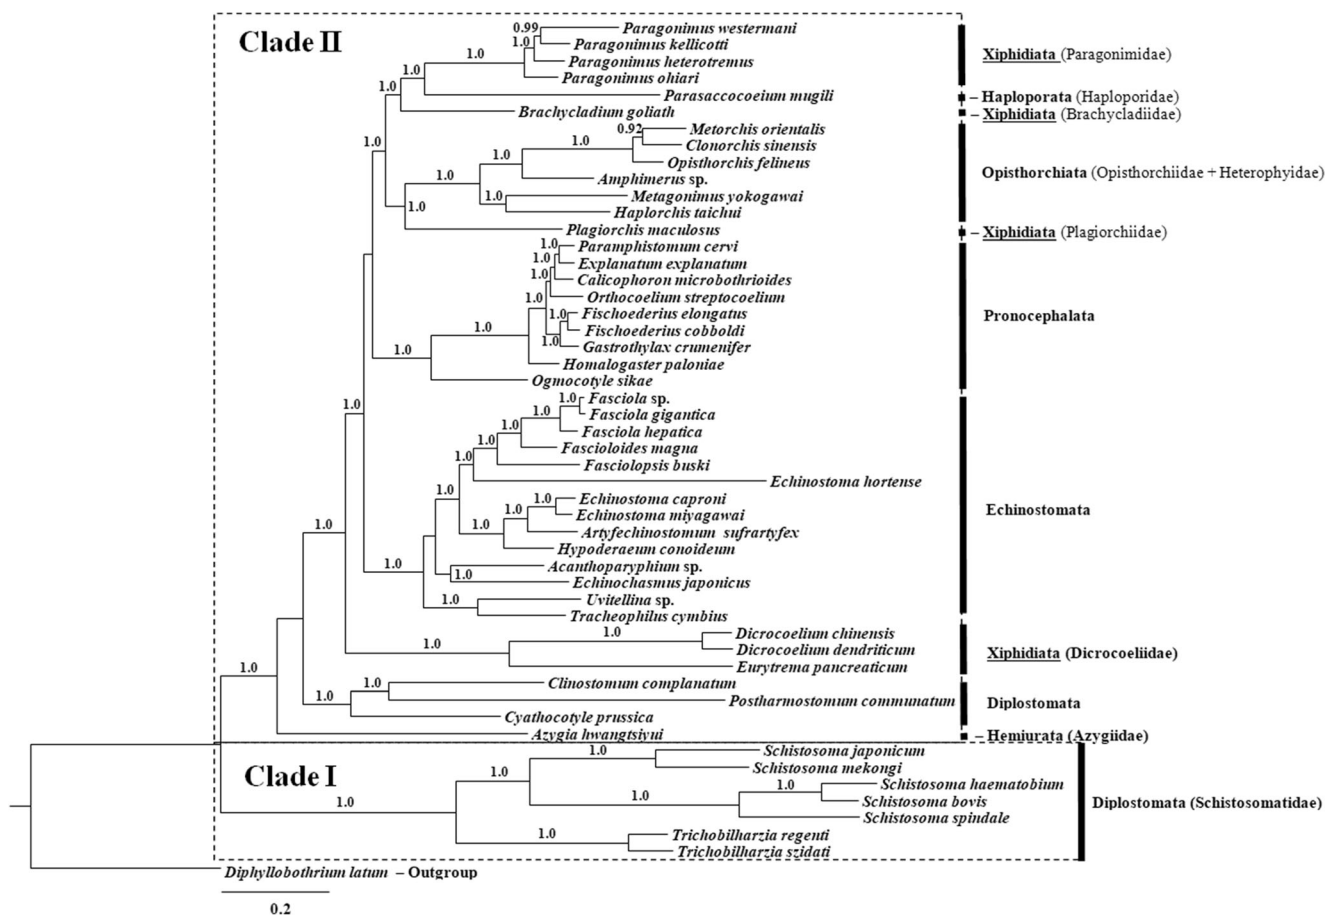 Clade II
0.99
Paragonimus westermani
1.0
Paragonimus kellicotti
1.0
Paragonimus heterotremus
Xiphidiata (Paragonimidae)
1.0
Paragonimus ohiari
1.0
Parasaccocoeium mugili
– Haploporata (Haploporidae)
Brachycladium goliath
– Xiphidiata (Brachycladiidae)
0.92
Metorchis orientalis
1.0
1.0
Clonorchis sinensis
1.0
Opisthorchis felineus
Opisthorchiata (Opisthorchiidae + Heterophyidae)
1.0
Amphimerus sp.
1.0
Metagonimus yokogawai
1.0
Haplorchis taichui
Plagiorchis maculosus
– Xiphidiata (Plagiorchiidae)
1.0
Paramphistomum cervi
1.0
Explanatum explanatum
1.0
Calicophoron microbothrioides
1.0
Orthocoelium streptocoelium
1.0
Fischoederius elongatus
Pronocephalata
1.0
Fischoederius cobboldi
1.0
Gastrothylax crumenifer
1.0
Homalogaster paloniae
Ogmocotyle sikae
1.0
Fasciola sp.
1.0
1.0
Fasciola gigantica
1.0
Fasciola hepatica
1.0
Fascioloides magna
1.0
Fasciolopsis buski
Echinostoma hortense
1.0
1.0
Echinostoma caproni
1.0
Echinostoma miyagawai
Echinostomata
1.0
1.0
Artyfechinostomum sufrartyfex
Hypoderaeum conoideum
1.0
Acanthoparyphium sp.
1.0
Echinochasmus japonicus
1.0
Uvitellina sp.
Tracheophilus cymbius
1.0
Dicrocoelium chinensis
1.0
Dicrocoelium dendriticum
Xiphidiata (Dicrocoeliidae)
Eurytrema pancreaticum
1.0
1.0
Clinostomum complanatum
1.0
Postharmostomum communatum
Diplostomata
Cyathocotyle prussica
Azygia hwangtsiyui
– Hemiurata (Azygiidae)
Clade I
1.0
Schistosoma japonicum
1.0
Schistosoma mekongi
1.0
Schistosoma haematobium
1.0
1.0
Schistosoma bovis
Diplostomata (Schistosomatidae)
Schistosoma spindale
1.0
Trichobilharzia regenti
Trichobilharzia szidati
Diphyllobothrium latum – Outgroup
0.2